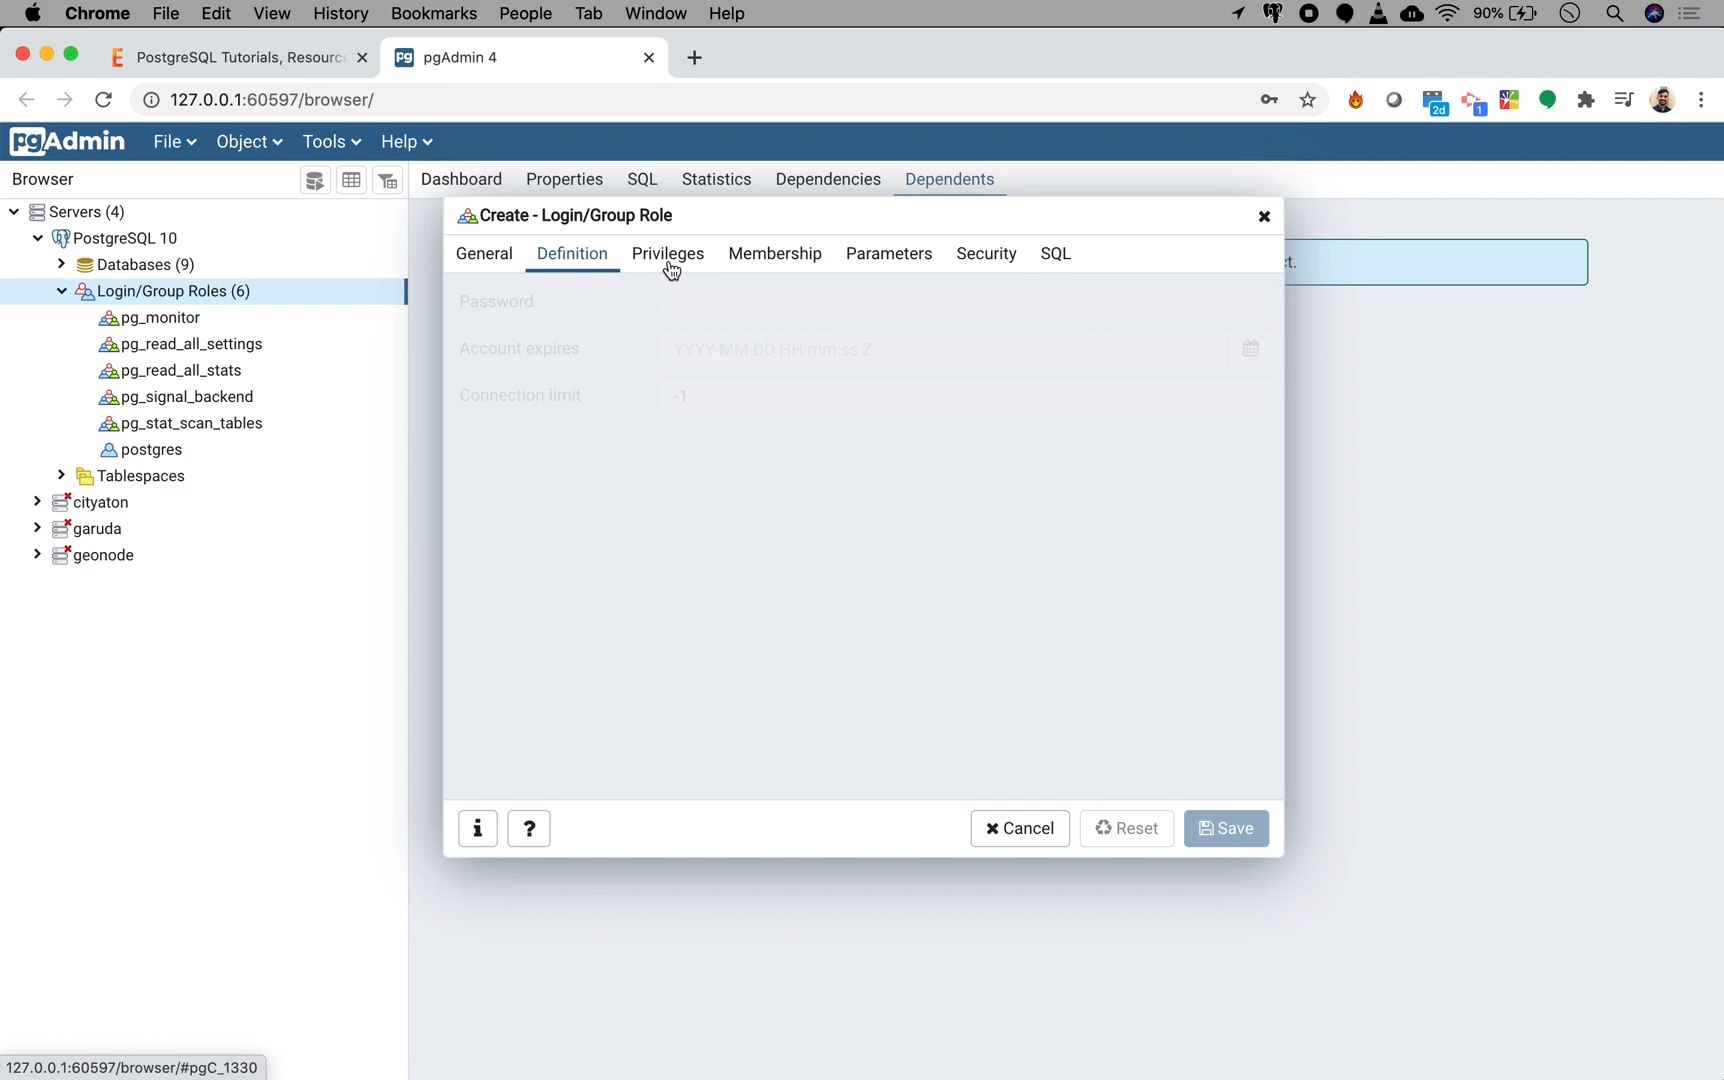 Chrome File Edit View History Bookmarks People Tab Window Help 90%
PostgreSQL Tutorials, Resourc
pgAdmin 4
127.0.0.1:60597/browser/
2d
1
pgAdmin File Object Tools Help
Browser
Dashboard Properties SQL Statistics Dependencies Dependents
Servers (4)
PostgreSQL 10
Databases (9)
Login/Group Roles (6)
pg_monitor
pg_read_all_settings
pg_read_all_stats
pg_signal_backend
pg_stat_scan_tables
postgres
Tablespaces
cityaton
garuda
geonode
Create - Login/Group Role
General Definition Privileges Membership Parameters Security SQL
ct.
Password
Account expires YYYY-MM-DD HH:mm:ss Z
Connection limit -1
i ? Cancel Reset Save
127.0.0.1:60597/browser/#pgC_1330